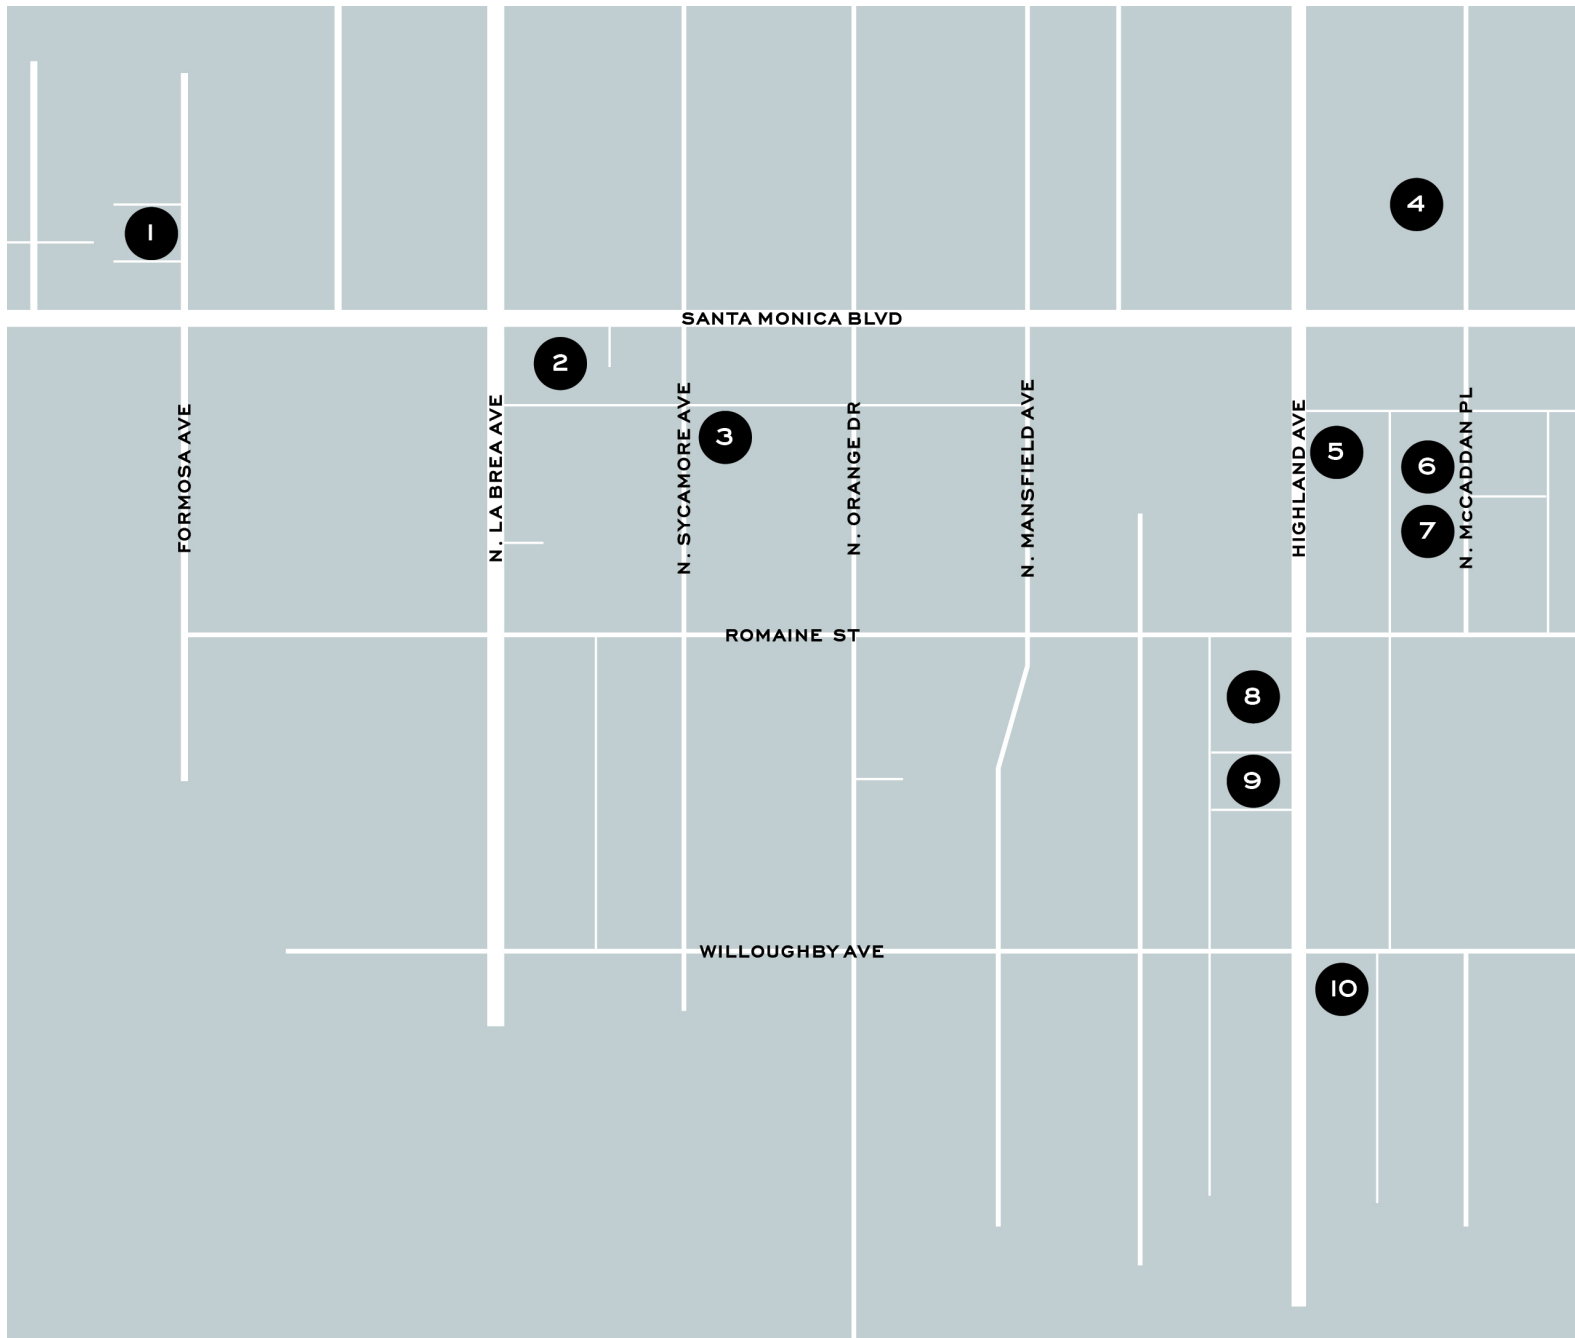 4
1
SANTA MONICA BLVD
2
3
5
6
7
FORMOSA AVE
N. LA BREA AVE
N. SYCAMORE AVE
N. ORANGE DR
N. MANSFIELD AVE
HIGHLAND AVE
N. McCADDAN PL
ROMAINE ST
8
9
WILLOUGHBY AVE
10